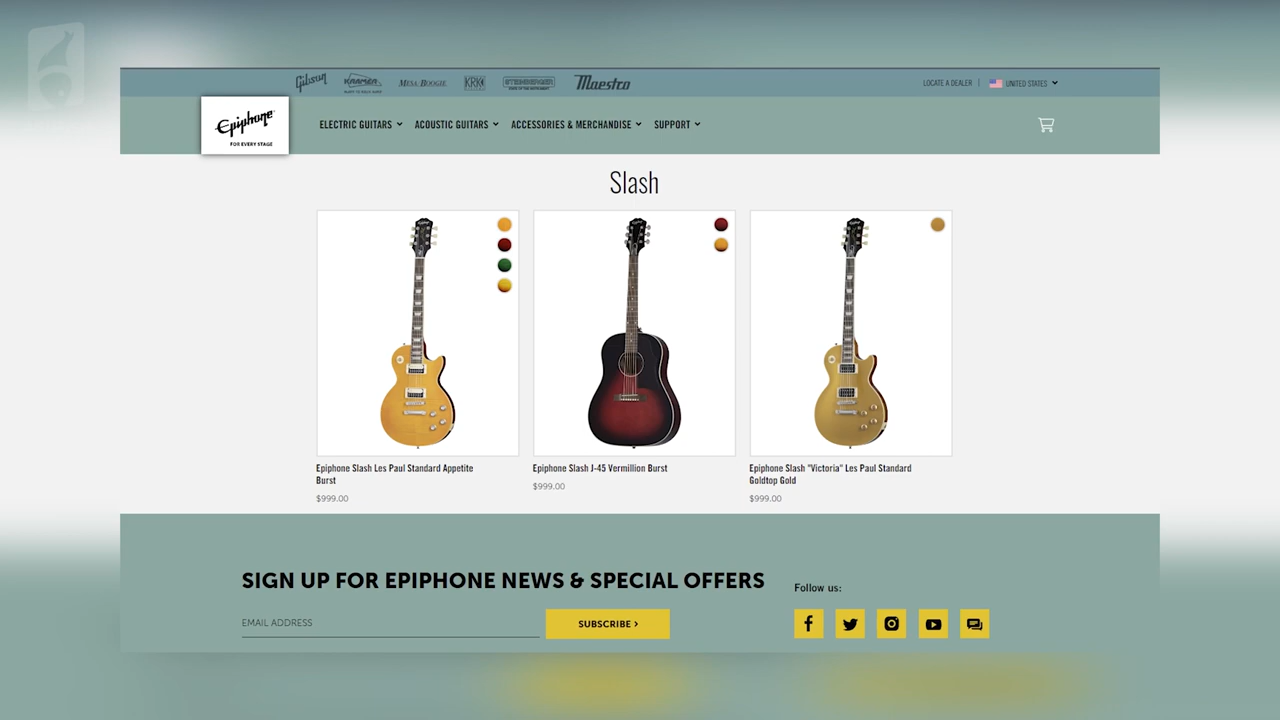 Gibson KRAMER MESA/BOOGIE KRK STEINBERGER Maestro
LOCATE A DEALER | UNITED STATES
Epiphone
FOR EVERY STAGE
ELECTRIC GUITARS ACOUSTIC GUITARS ACCESSORIES & MERCHANDISE SUPPORT
Slash
Epiphone Slash Les Paul Standard Appetite
Burst
$999.00
Epiphone Slash J-45 Vermillion Burst
$999.00
Epiphone Slash "Victoria" Les Paul Standard
Goldtop Gold
$999.00
SIGN UP FOR EPIPHONE NEWS & SPECIAL OFFERS
EMAIL ADDRESS
SUBSCRIBE >
Follow us: